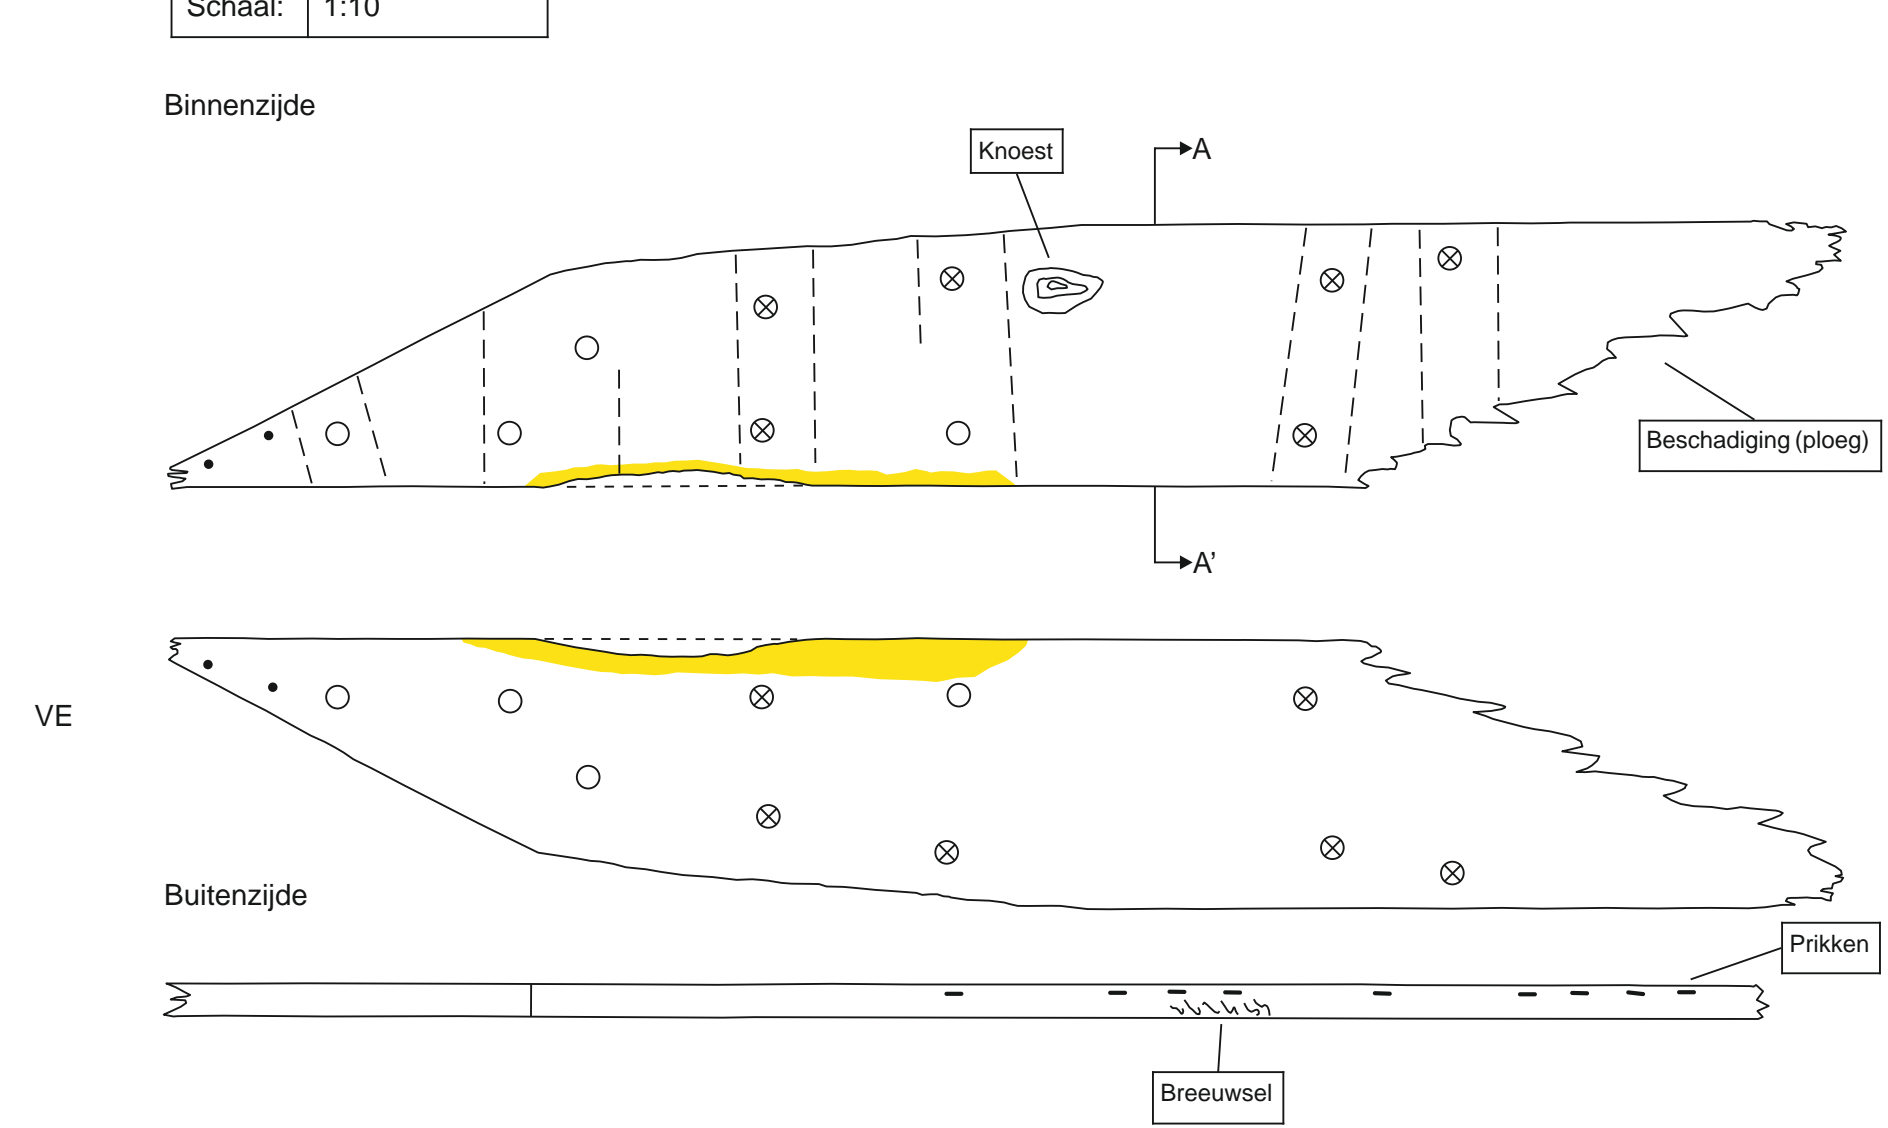 Schaal: 1:10
Binnenzijde
Knoest
A
Beschadiging (ploeg)
A’
VE
Buitenzijde
Prikken
Breeuwsel